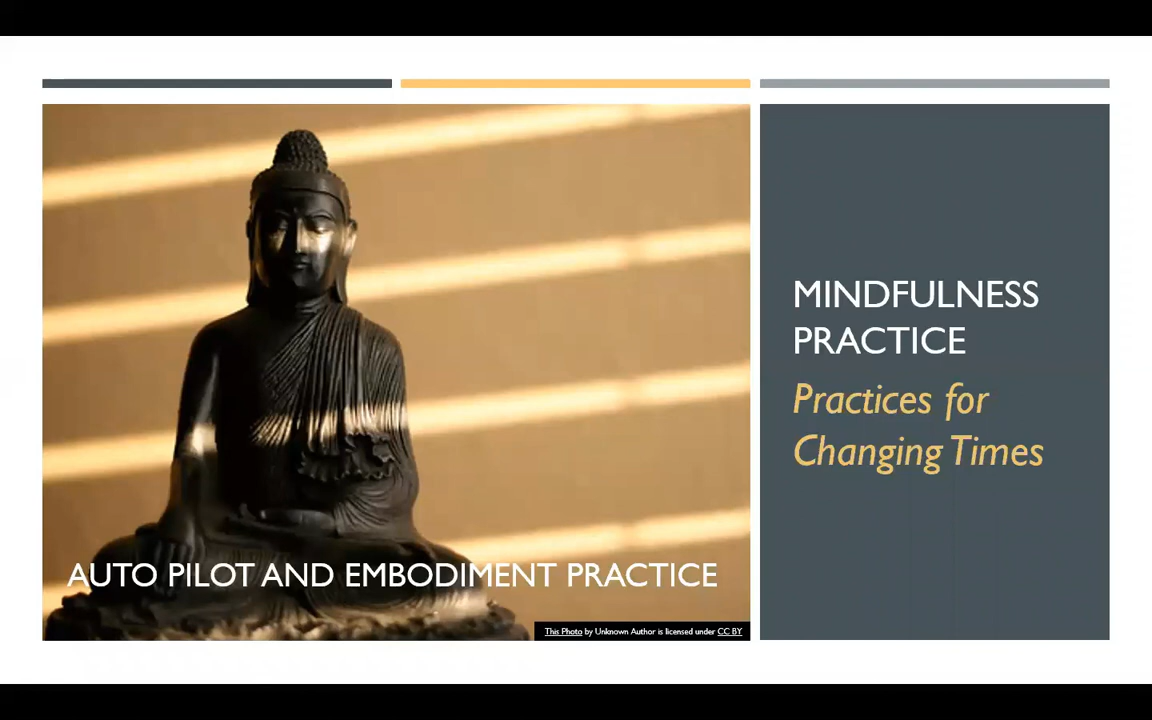 AUTO PILOT AND EMBODIMENT PRACTICE
This Photo by Unknown Author is licensed under CC BY
MINDFULNESS
PRACTICE
Practices for
Changing Times